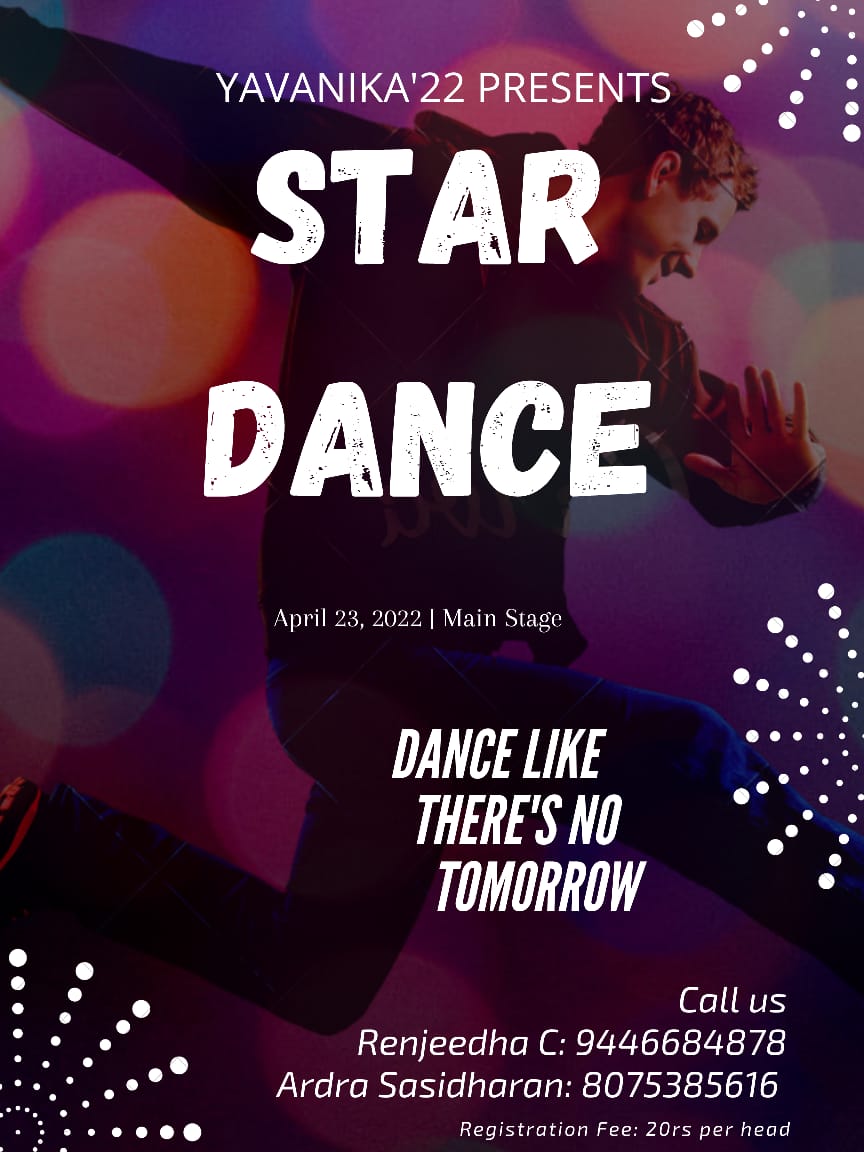 YAVANIKA'22 PRESENTS
STAR
DANCE
April 23, 2022 | Main Stage
DANCE LIKE
THERE'S NO
TOMORROW
Call us
Renjeedha C: 9446684878
Ardra Sasidharan: 8075385616
Registration Fee: 20rs per head